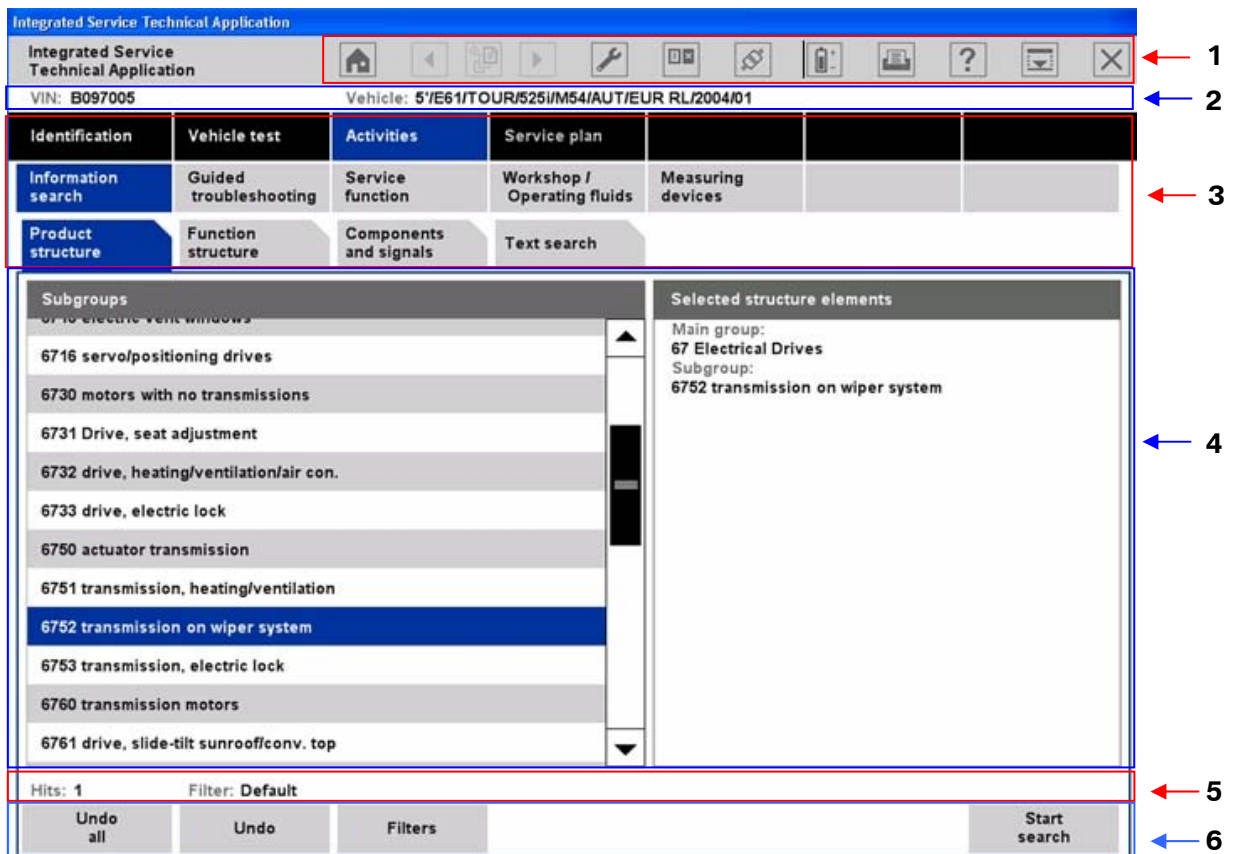 Integrated Service Technical Application
Integrated Service
Technical Application
?
1
VIN: B097005 Vehicle: 5'/E61/TOUR/525i/M54/AUT/EUR RL/2004/01
2
Identification Vehicle test Activities Service plan
Information search Guided troubleshooting Service function Workshop / Operating fluids Measuring devices
3
Product structure Function structure Components and signals Text search
Subgroups
electric vent windows
6716 servo/positioning drives
6730 motors with no transmissions
6731 Drive, seat adjustment
6732 drive, heating/ventilation/air con.
6733 drive, electric lock
6750 actuator transmission
6751 transmission, heating/ventilation
6752 transmission on wiper system
6753 transmission, electric lock
6760 transmission motors
6761 drive, slide-tilt sunroof/conv. top
Selected structure elements
Main group:
67 Electrical Drives
Subgroup:
6752 transmission on wiper system
4
Hits: 1 Filter: Default
5
Undo all Undo Filters Start search
6